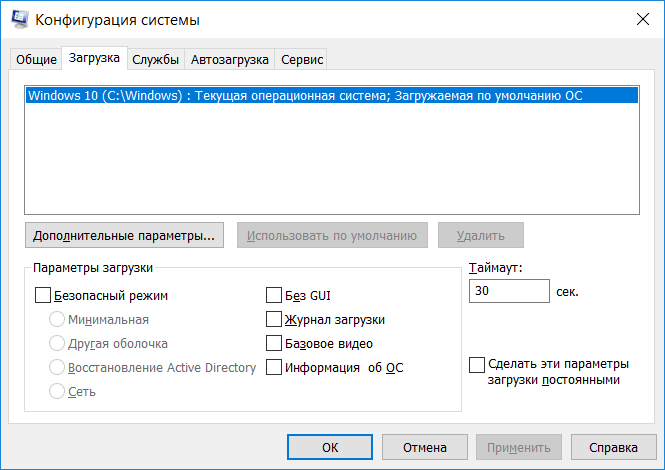 Конфигурация системы
Общие Загрузка Службы Автозагрузка Сервис
Windows 10 (C:\Windows) : Текущая операционная система; Загружаемая по умолчанию ОС
Дополнительные параметры... Использовать по умолчанию Удалить
Параметры загрузки
Таймаут:
Безопасный режим
Без GUI
30 сек.
Минимальная
Журнал загрузки
Другая оболочка
Базовое видео
Восстановление Active Directory
Информация об ОС
Сеть
Сделать эти параметры
загрузки постоянными
ОК Отмена Применить Справка